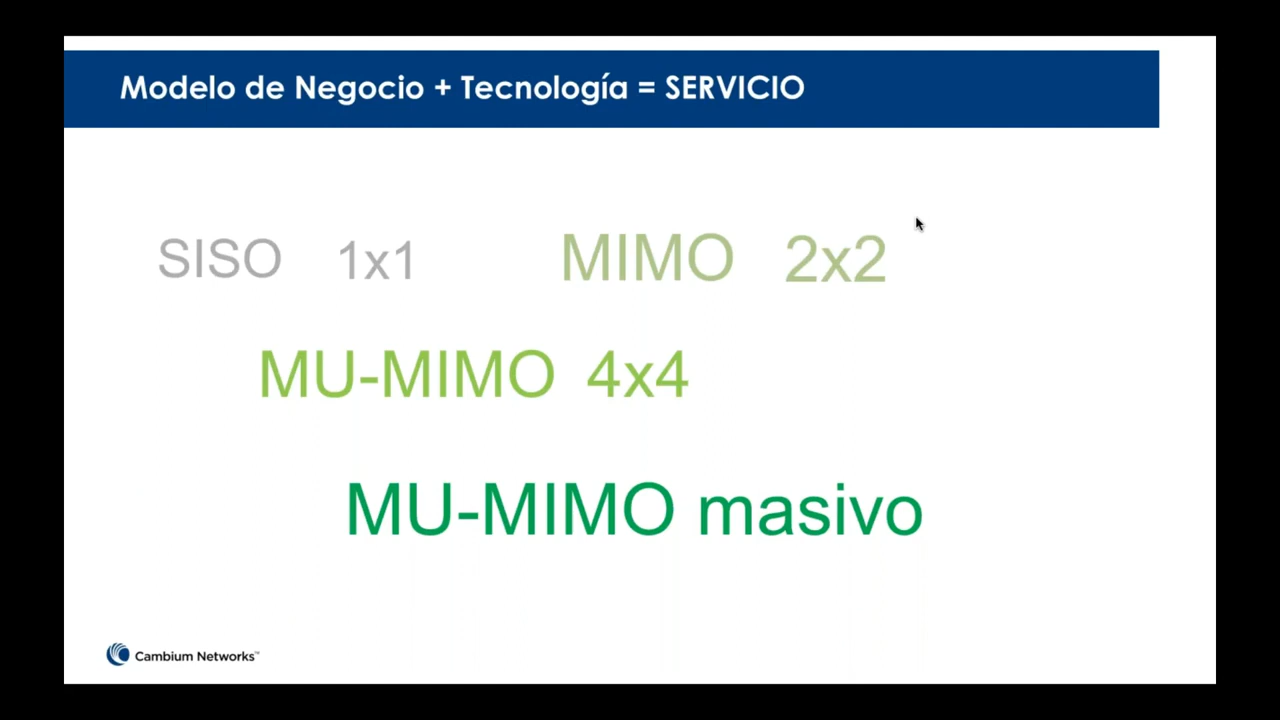 Modelo de Negocio + Tecnología = SERVICIO
SISO 1x1 MIMO 2x2
MU-MIMO 4x4
MU-MIMO masivo
Cambium Networks™